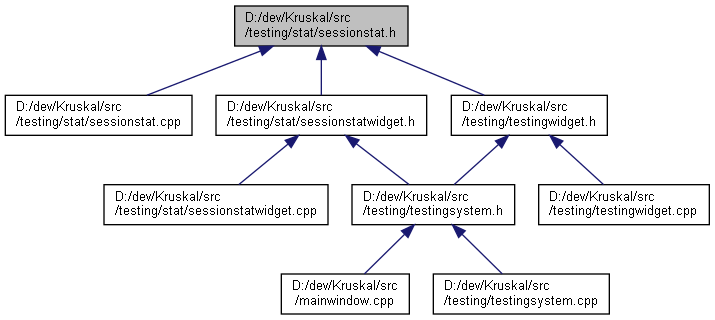 D:/dev/Kruskal/src
/testing/stat/sessionstat.h
D:/dev/Kruskal/src
/testing/stat/sessionstat.cpp
D:/dev/Kruskal/src
/testing/stat/sessionstatwidget.h
D:/dev/Kruskal/src
/testing/testingwidget.h
D:/dev/Kruskal/src
/testing/stat/sessionstatwidget.cpp
D:/dev/Kruskal/src
/testing/testingsystem.h
D:/dev/Kruskal/src
/testing/testingwidget.cpp
D:/dev/Kruskal/src
/mainwindow.cpp
D:/dev/Kruskal/src
/testing/testingsystem.cpp